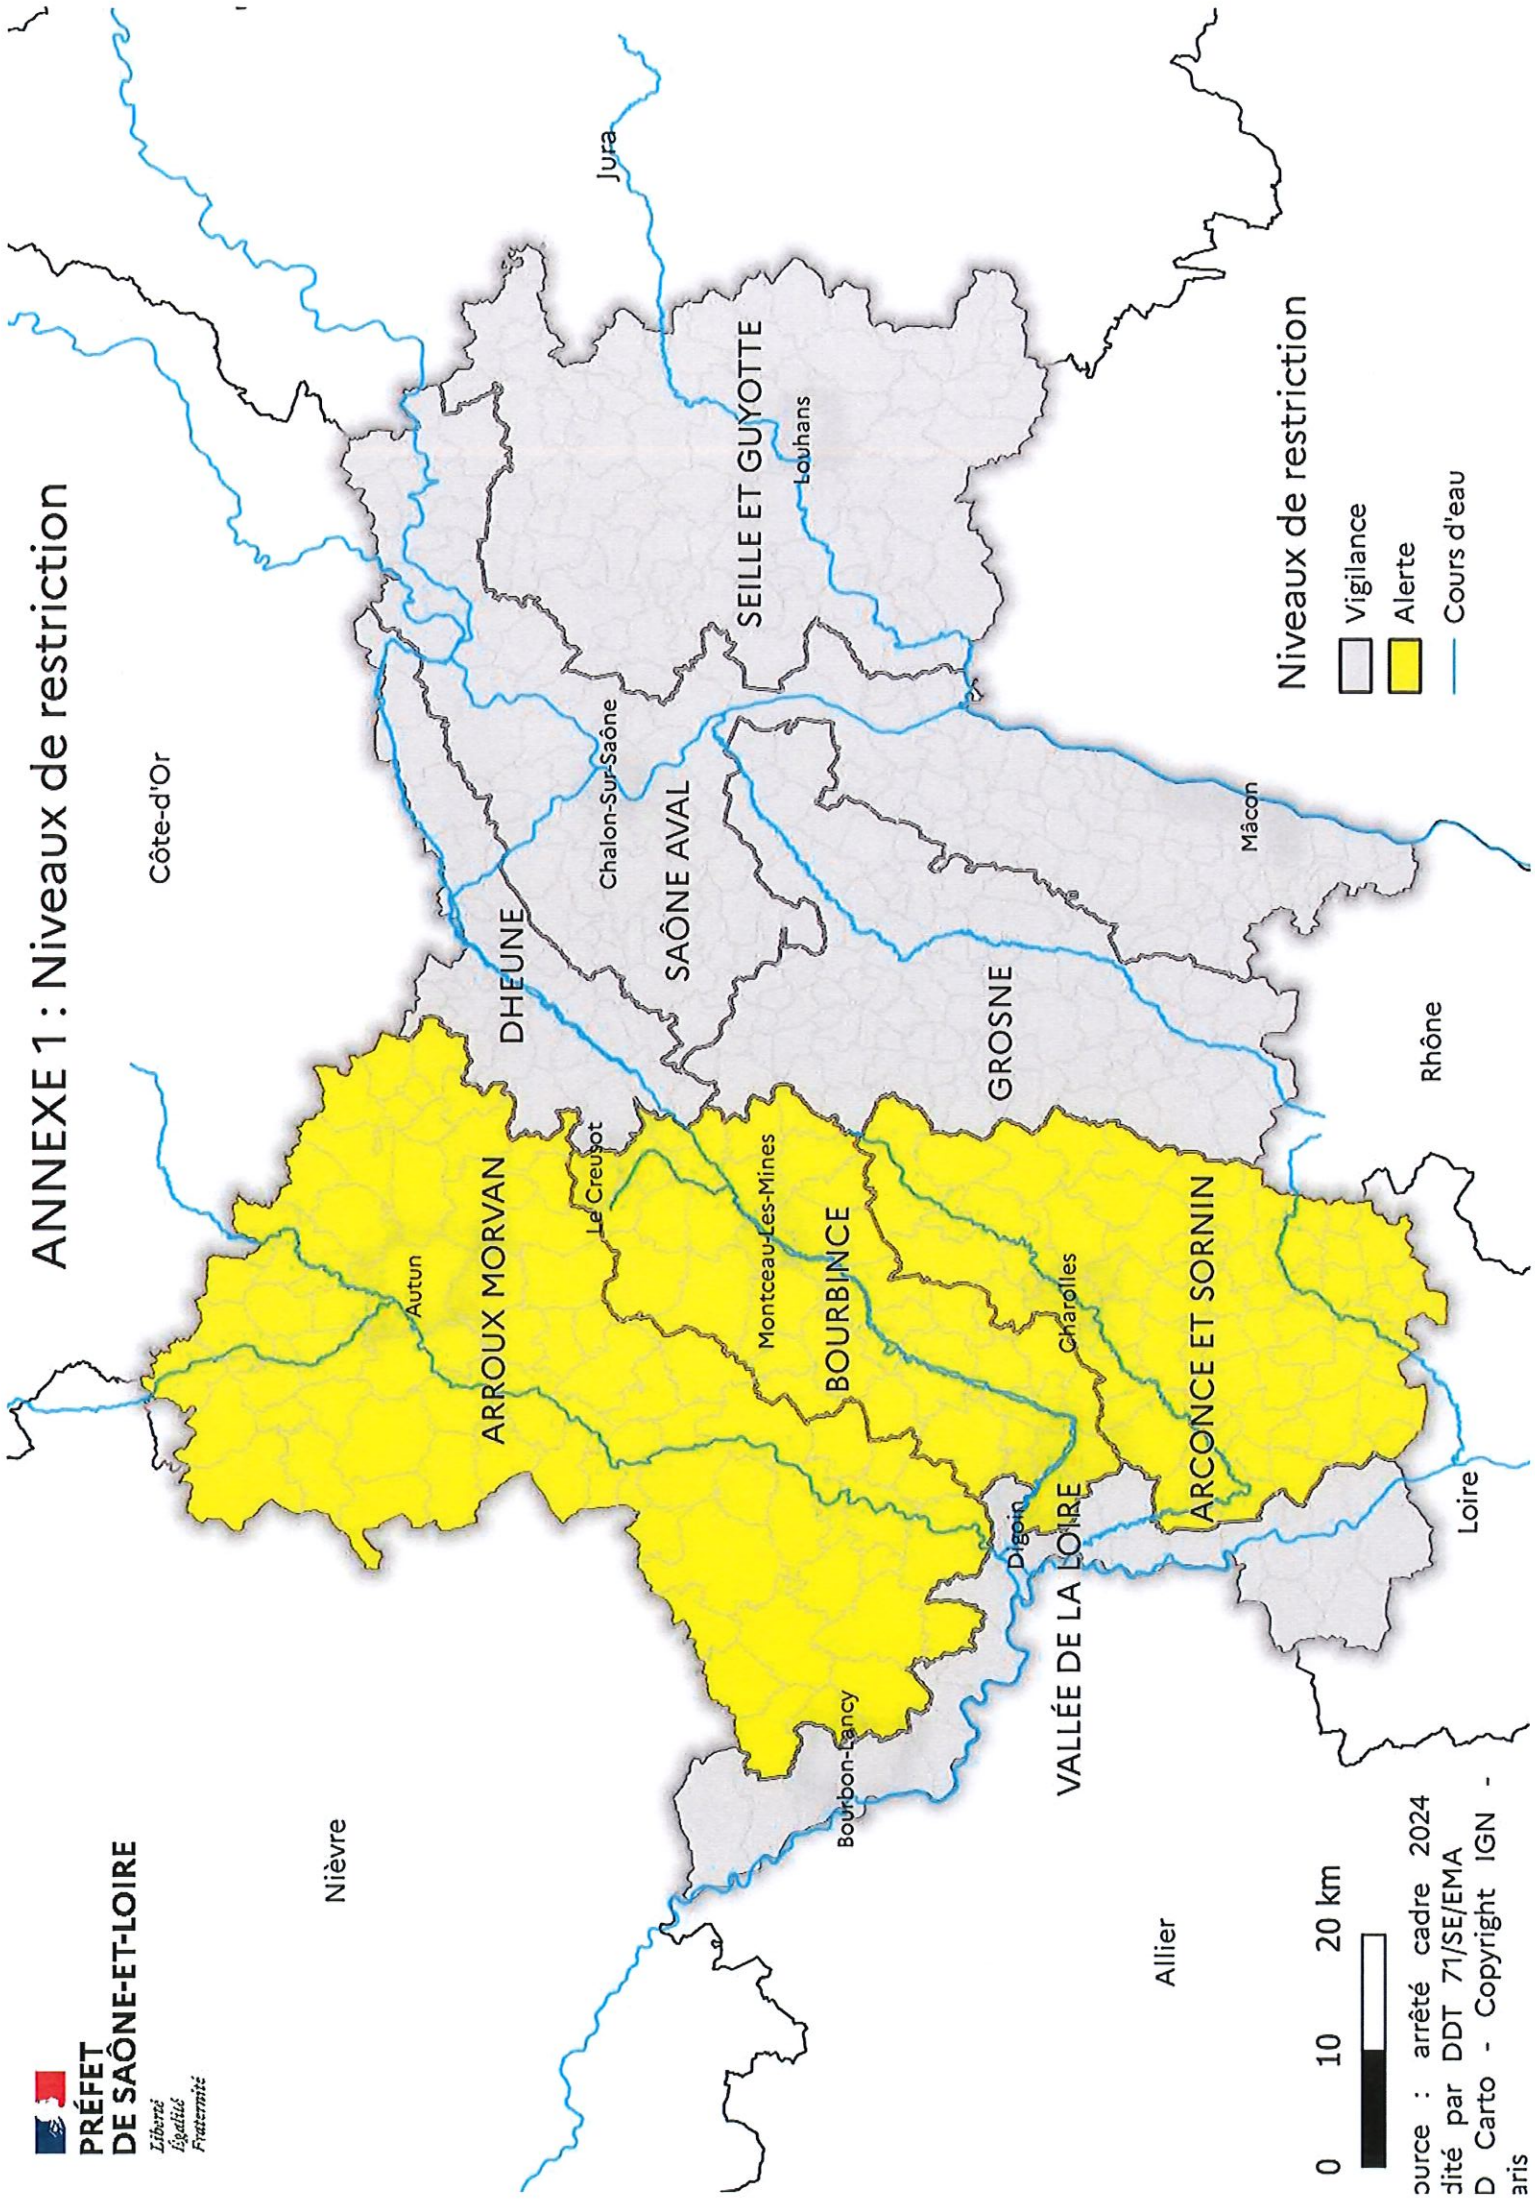 PRÉFET
DE SAÔNE-ET-LOIRE
Liberté
Égalité
Fraternité
ANNEXE 1 : Niveaux de restriction
Nièvre
Côte-d'Or
Jura
Autun
ARROUX MORVAN
DHEUNE
Le Creusot
Chalon-Sur-Saône
SAÔNE AVAL
SEILLE ET GUYOTTE
Louhans
Montceau-Les-Mines
BOURBINCE
Bourbon-Lancy
GROSNE
Digoin
VALLÉE DE LA LOIRE
Charolles
ARCONCE ET SORNIN
Mâcon
Allier
Loire
Rhône
Niveaux de restriction
Vigilance
Alerte
Cours d'eau
0 10 20 km
ource : arrêté cadre 2024
dité par DDT 71/SE/EMA
D Carto - Copyright IGN -
aris